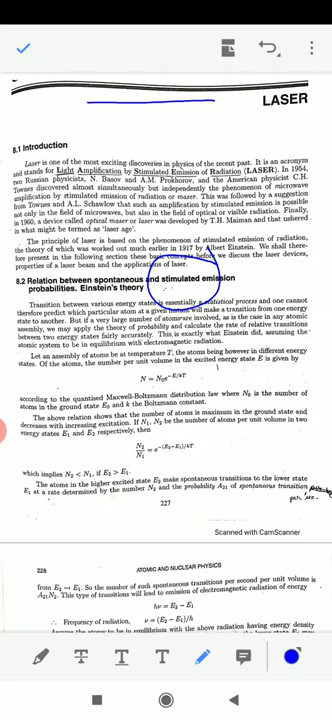 LASER
8.1 Introduction
Laser is one of the most exciting discoveries in physics of the recent past. It is an acronym
and stands for Light Amplification by Stimulated Emission of Radiation (LASER). In 1954,
two Russian physicists, N. Basov and A.M. Prokhorov, and the American physicist C.H.
Townes discovered almost simultaneously but independently the phenomenon of microwave
amplification by stimulated emission of radiation or maser. This was followed by a suggestion
from Townes and A.L. Schawlow that such an amplification by stimulated emission is possible
not only in the field of microwaves, but also in the field of optical or visible radiation. Finally,
in 1960, a device called optical maser or laser was developed by T.H. Maiman and that ushered
in what might be termed as 'laser age'.
The principle of laser is based on the phenomenon of stimulated emission of radiation,
the theory of which was worked out much earlier in 1917 by Albert Einstein. We shall there-
fore present in the following section these basic concepts before we discuss the laser devices,
properties of a laser beam and the applications of laser.
8.2 Relation between spontaneous and stimulated emission
probabilities. Einstein's theory
Transition between various energy states is essentially a statistical process and one cannot
therefore predict which particular atom at a given instant will make a transition from one energy
state to another. But if a very large number of atoms are involved, as is the case in any atomic
assembly, we may apply the theory of probability and calculate the rate of relative transitions
between two energy states fairly accurately. This is exactly what Einstein did, assuming the
atomic system to be in equilibrium with electromagnetic radiation.
Let an assembly of atoms be at temperature T, the atoms being however in different energy
states. Of the atoms, the number per unit volume in the excited energy state E is given by
N = N₀e^{-E/kT}
according to the quantised Maxwell-Boltzmann distribution law where N₀ is the number of
atoms in the ground state E₀ and k the Boltzmann constant.
The above relation shows that the number of atoms is maximum in the ground state and
decreases with increasing excitation. If N₁, N₂ be the number of atoms per unit volume in two
energy states E₁ and E₂ respectively, then
N₂/N₁ = e^{-(E₂-E₁)/kT}
which implies N₂ < N₁, if E₂ > E₁.
The atoms in the higher excited state E₂ make spontaneous transitions to the lower state
E₁ at a rate determined by the number N₂ and the probability A₂₁ of spontaneous transition
per sec.
227
Scanned with CamScanner
228 ATOMIC AND NUCLEAR PHYSICS
from E₂ → E₁. So the number of such spontaneous transitions per second per unit volume is
A₂₁N₂. This type of transitions will lead to emission of electromagnetic radiation of energy
hν = E₂ − E₁
∴ Frequency of radiation, ν = (E₂ − E₁)/h